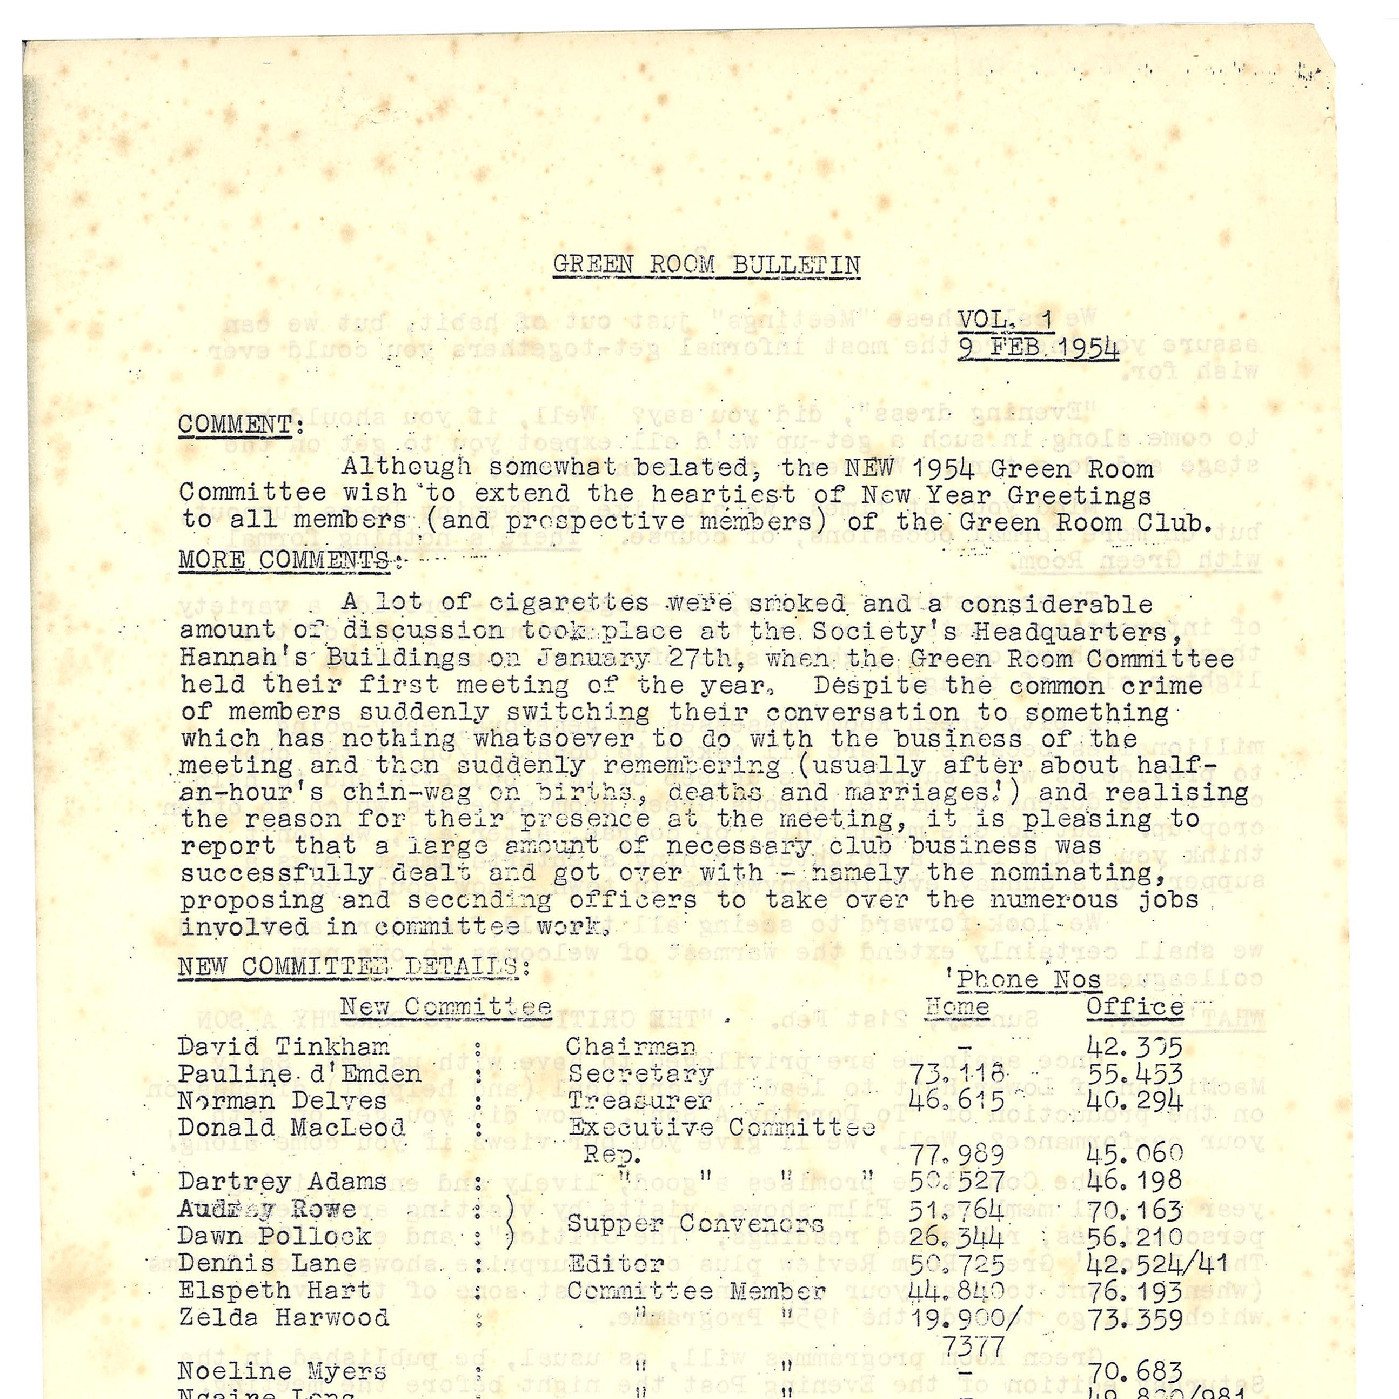 GREEN ROOM BULLETIN
VOL. 1
9 FEB 1954
COMMENT:
Although somewhat belated, the NEW 1954 Green Room
Committee wish to extend the heartiest of New Year Greetings
to all members (and prospective members) of the Green Room Club.
MORE COMMENTS:
A lot of cigarettes were smoked and a considerable
amount of discussion took place at the Society's Headquarters,
Hannah's Buildings on January 27th, when the Green Room Committee
held their first meeting of the year. Despite the common crime
of members suddenly switching their conversation to something
which has nothing whatsoever to do with the business of the
meeting and then suddenly remembering (usually after about half-
an-hour's chin-wag on births, deaths and marriages!) and realising
the reason for their presence at the meeting, it is pleasing to
report that a large amount of necessary club business was
successfully dealt and got over with - namely the nominating,
proposing and seconding officers to take over the numerous jobs
involved in committee work.
NEW COMMITTEE DETAILS:
'Phone Nos
New Committee Home Office
David Tinkham : Chairman - 42.395
Pauline d'Emden : Secretary 73.118 55.453
Norman Delves : Treasurer 46.615 40.294
Donald MacLeod : Executive Committee
Rep. 77.989 45.060
Dartrey Adams : " " " " 50.527 46.198
Audrey Rowe : ) Supper Convenors 51.764 70.163
Dawn Pollock : ) 26.344 56.210
Dennis Lane : Editor 50.725 42.524/41
Elspeth Hart : Committee Member 44.840 76.193
Zelda Harwood : " " 19.900/ 73.359
7377
Noeline Myers : " " - 70.683